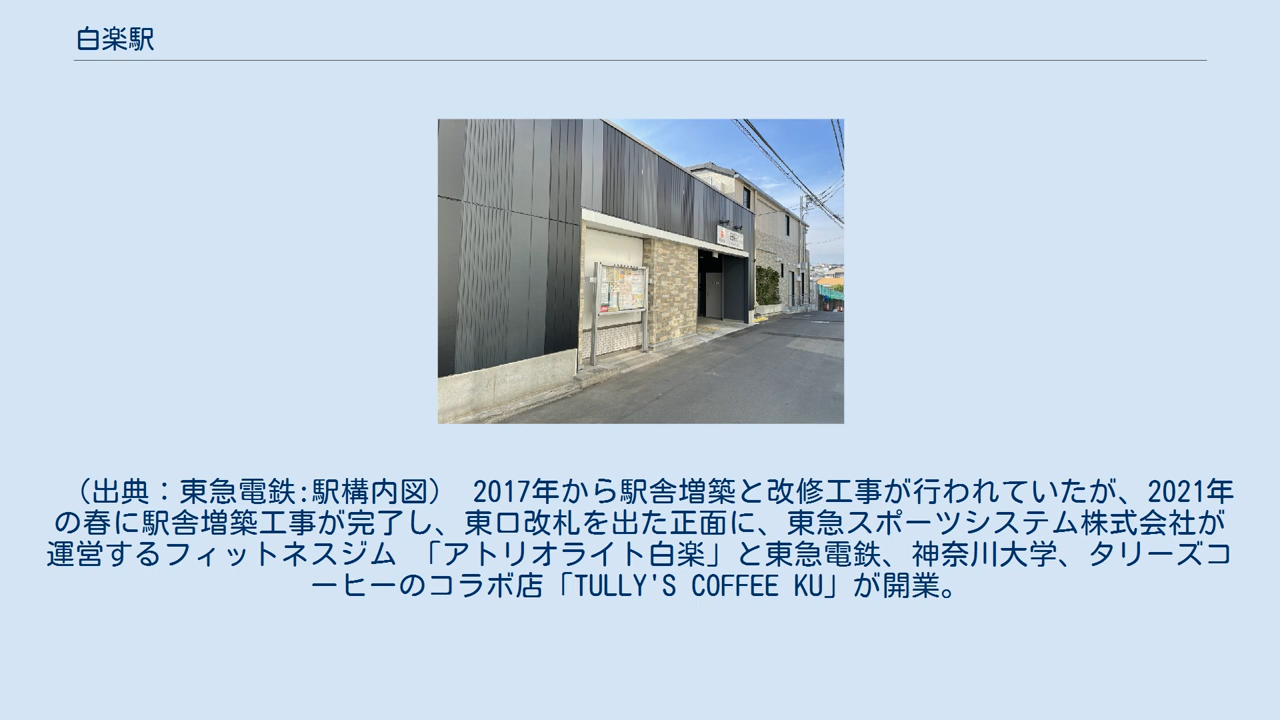 白楽駅
（出典：東急電鉄:駅構内図）　2017年から駅舎増築と改修工事が行われていたが、2021年
の春に駅舎増築工事が完了し、東口改札を出た正面に、東急スポーツシステム株式会社が
運営するフィットネスジム　「アトリオライト白楽」と東急電鉄、神奈川大学、タリーズコ
ーヒーのコラボ店「TULLY'S COFFEE KU」が開業。